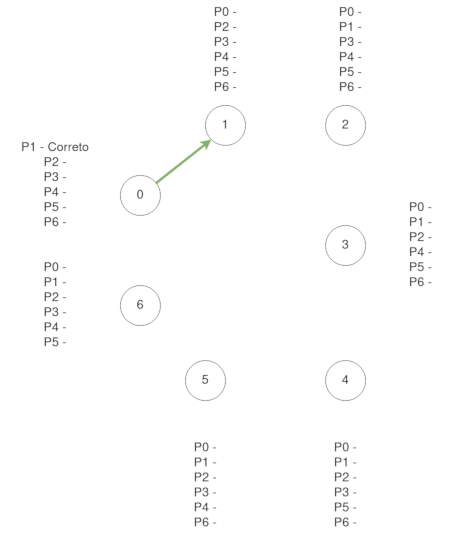 P0 -
P2 -
P3 -
P4 -
P5 -
P6 -
P0 -
P1 -
P3 -
P4 -
P5 -
P6 -
1
2
P1 - Correto
P2 -
P3 -
P4 -
P5 -
P6 -
0
P0 -
P1 -
P2 -
P4 -
P5 -
P6 -
3
P0 -
P1 -
P2 -
P3 -
P4 -
P5 -
6
5
4
P0 -
P1 -
P2 -
P3 -
P4 -
P6 -
P0 -
P1 -
P2 -
P3 -
P5 -
P6 -